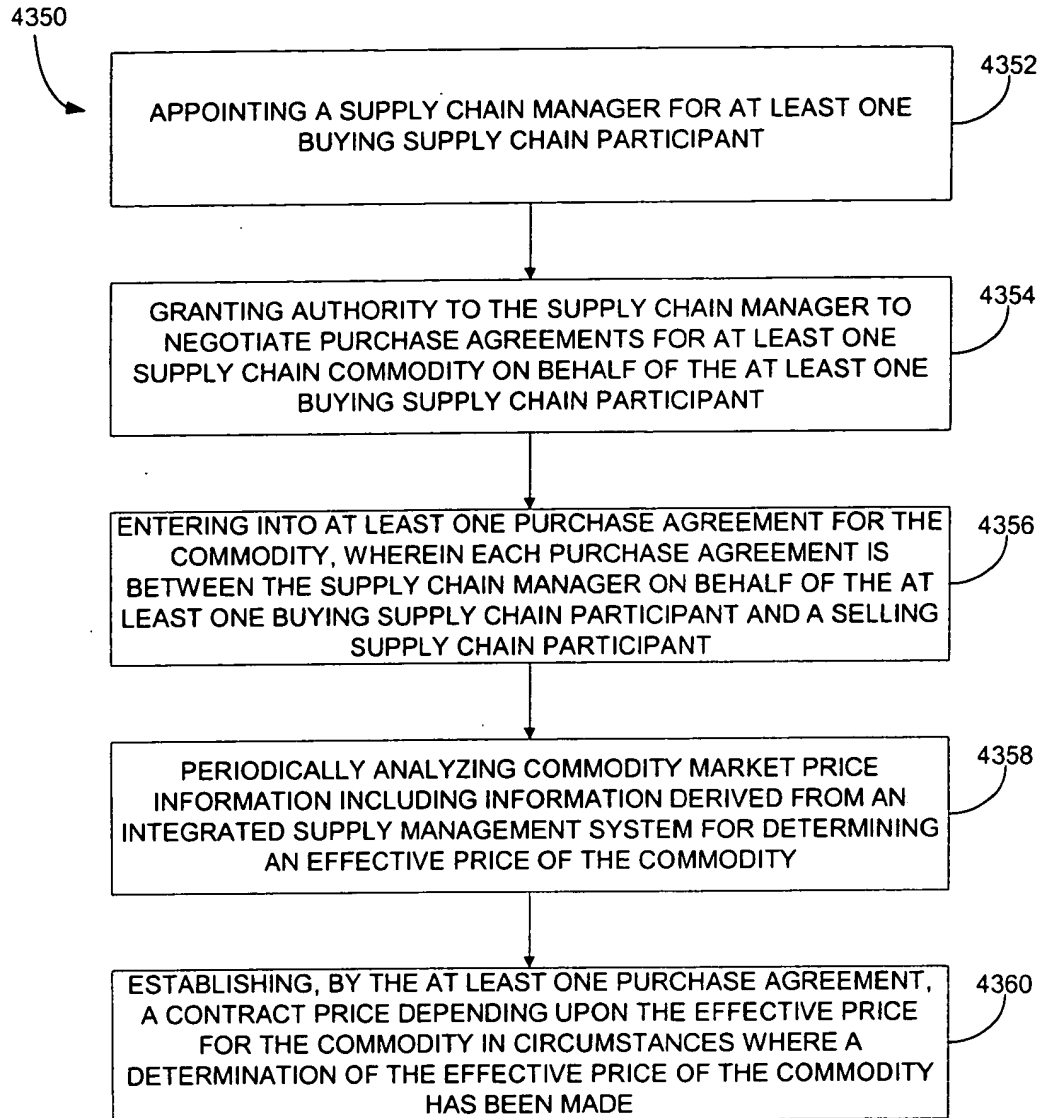 4350
4352
APPOINTING A SUPPLY CHAIN MANAGER FOR AT LEAST ONE
BUYING SUPPLY CHAIN PARTICIPANT
4354
GRANTING AUTHORITY TO THE SUPPLY CHAIN MANAGER TO
NEGOTIATE PURCHASE AGREEMENTS FOR AT LEAST ONE
SUPPLY CHAIN COMMODITY ON BEHALF OF THE AT LEAST ONE
BUYING SUPPLY CHAIN PARTICIPANT
4356
ENTERING INTO AT LEAST ONE PURCHASE AGREEMENT FOR THE
COMMODITY, WHEREIN EACH PURCHASE AGREEMENT IS
BETWEEN THE SUPPLY CHAIN MANAGER ON BEHALF OF THE AT
LEAST ONE BUYING SUPPLY CHAIN PARTICIPANT AND A SELLING
SUPPLY CHAIN PARTICIPANT
4358
PERIODICALLY ANALYZING COMMODITY MARKET PRICE
INFORMATION INCLUDING INFORMATION DERIVED FROM AN
INTEGRATED SUPPLY MANAGEMENT SYSTEM FOR DETERMINING
AN EFFECTIVE PRICE OF THE COMMODITY
4360
ESTABLISHING, BY THE AT LEAST ONE PURCHASE AGREEMENT,
A CONTRACT PRICE DEPENDING UPON THE EFFECTIVE PRICE
FOR THE COMMODITY IN CIRCUMSTANCES WHERE A
DETERMINATION OF THE EFFECTIVE PRICE OF THE COMMODITY
HAS BEEN MADE